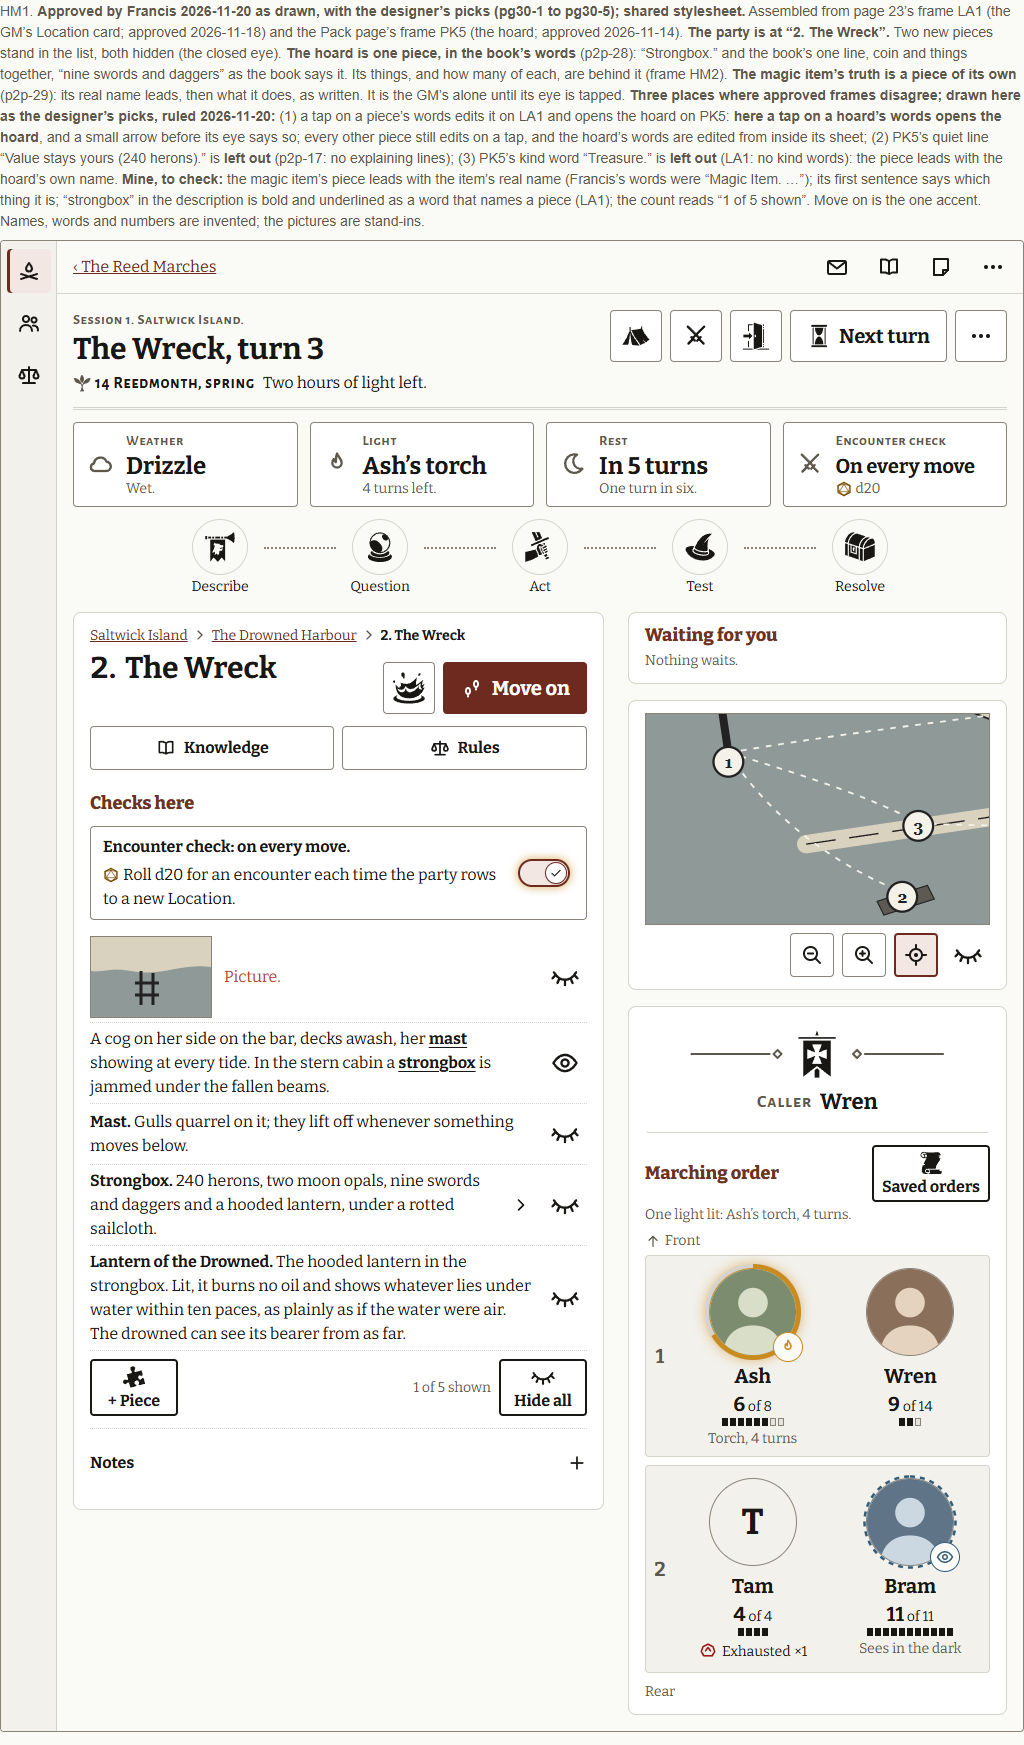 HM1. Approved by Francis 2026-11-20 as drawn, with the designer’s picks (pg30-1 to pg30-5); shared stylesheet. Assembled from page 23’s frame LA1 (the
GM’s Location card; approved 2026-11-18) and the Pack page’s frame PK5 (the hoard; approved 2026-11-14). The party is at “2. The Wreck”. Two new pieces
stand in the list, both hidden (the closed eye). The hoard is one piece, in the book’s words (p2p-28): “Strongbox.” and the book’s one line, coin and things
together, “nine swords and daggers” as the book says it. Its things, and how many of each, are behind it (frame HM2). The magic item’s truth is a piece of its own
(p2p-29): its real name leads, then what it does, as written. It is the GM’s alone until its eye is tapped. Three places where approved frames disagree; drawn here
as the designer’s picks, ruled 2026-11-20: (1) a tap on a piece’s words edits it on LA1 and opens the hoard on PK5: here a tap on a hoard’s words opens the
hoard, and a small arrow before its eye says so; every other piece still edits on a tap, and the hoard’s words are edited from inside its sheet; (2) PK5’s quiet line
“Value stays yours (240 herons).” is left out (p2p-17: no explaining lines); (3) PK5’s kind word “Treasure.” is left out (LA1: no kind words): the piece leads with the
hoard’s own name. Mine, to check: the magic item’s piece leads with the item’s real name (Francis’s words were “Magic Item. …”); its first sentence says which
thing it is; “strongbox” in the description is bold and underlined as a word that names a piece (LA1); the count reads “1 of 5 shown”. Move on is the one accent.
Names, words and numbers are invented; the pictures are stand-ins.
‹ The Reed Marches
Session 1. Saltwick Island.
The Wreck, turn 3
14 Reedmonth, spring Two hours of light left.
Next turn
Weather
Drizzle
Wet.
Light
Ash’s torch
4 turns left.
Rest
In 5 turns
One turn in six.
Encounter check
On every move
d20
Describe
Question
Act
Test
Resolve
Saltwick Island > The Drowned Harbour > 2. The Wreck
2. The Wreck
Move on
Knowledge
Rules
Checks here
Encounter check: on every move.
Roll d20 for an encounter each time the party rows
to a new Location.
Picture.
A cog on her side on the bar, decks awash, her mast
showing at every tide. In the stern cabin a strongbox is
jammed under the fallen beams.
Mast. Gulls quarrel on it; they lift off whenever something
moves below.
Strongbox. 240 herons, two moon opals, nine swords
and daggers and a hooded lantern, under a rotted
sailcloth.
Lantern of the Drowned. The hooded lantern in the
strongbox. Lit, it burns no oil and shows whatever lies under
water within ten paces, as plainly as if the water were air.
The drowned can see its bearer from as far.
+ Piece
1 of 5 shown
Hide all
Notes
Waiting for you
Nothing waits.
1
3
2
Caller Wren
Marching order
Saved orders
One light lit: Ash’s torch, 4 turns.
Front
1
Ash
6 of 8
Torch, 4 turns
Wren
9 of 14
2
T
Tam
4 of 4
Exhausted ×1
Bram
11 of 11
Sees in the dark
Rear